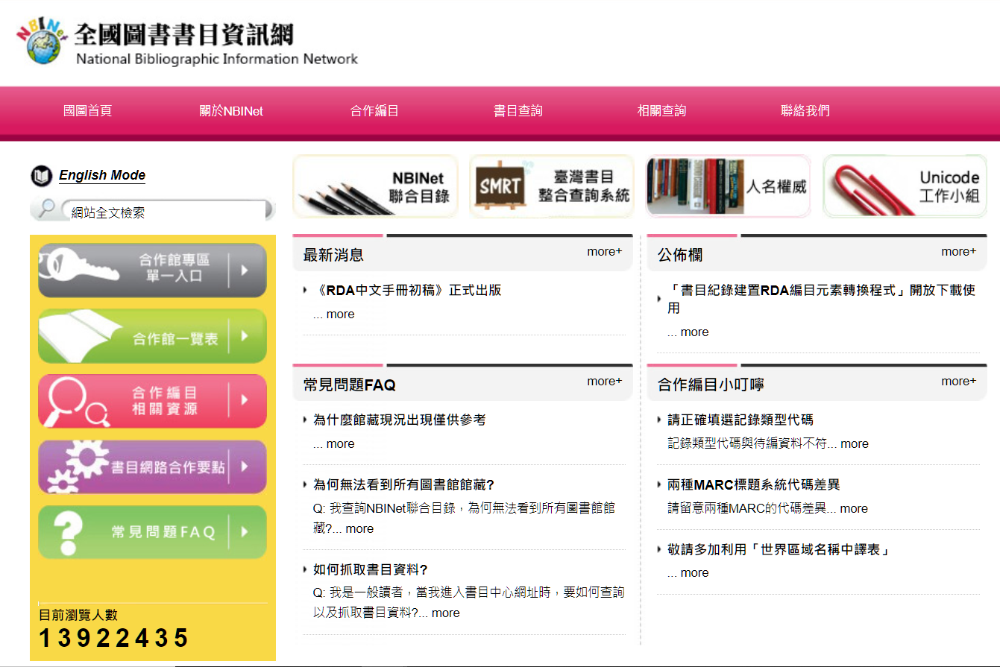 NBINet
全國圖書書目資訊網
National Bibliographic Information Network
國圖首頁
關於NBINet
合作編目
書目查詢
相關查詢
聯絡我們
English Mode
網站全文檢索
合作館專區
單一入口
合作館一覽表
合作編目
相關資源
書目網路合作要點
常見問題FAQ
目前瀏覽人數
13922435
NBINet
聯合目錄
SMRT
臺灣書目
整合查詢系統
人名權威
Unicode
工作小組
最新消息
more+
《RDA中文手冊初稿》正式出版
... more
公佈欄
more+
「書目紀錄建置RDA編目元素轉換程式」開放下載使
用
... more
常見問題FAQ
more+
為什麼館藏現況出現僅供參考
... more
為何無法看到所有圖書館館藏?
Q: 我查詢NBINet聯合目錄，為何無法看到所有圖書館館
藏?... more
如何抓取書目資料?
Q: 我是一般讀者，當我進入書目中心網址時，要如何查詢
以及抓取書目資料?... more
合作編目小叮嚀
more+
請正確填選記錄類型代碼
記錄類型代碼與待編資料不符... more
兩種MARC標題系統代碼差異
請留意兩種MARC的代碼差異... more
敬請多加利用「世界區域名稱中譯表」
... more